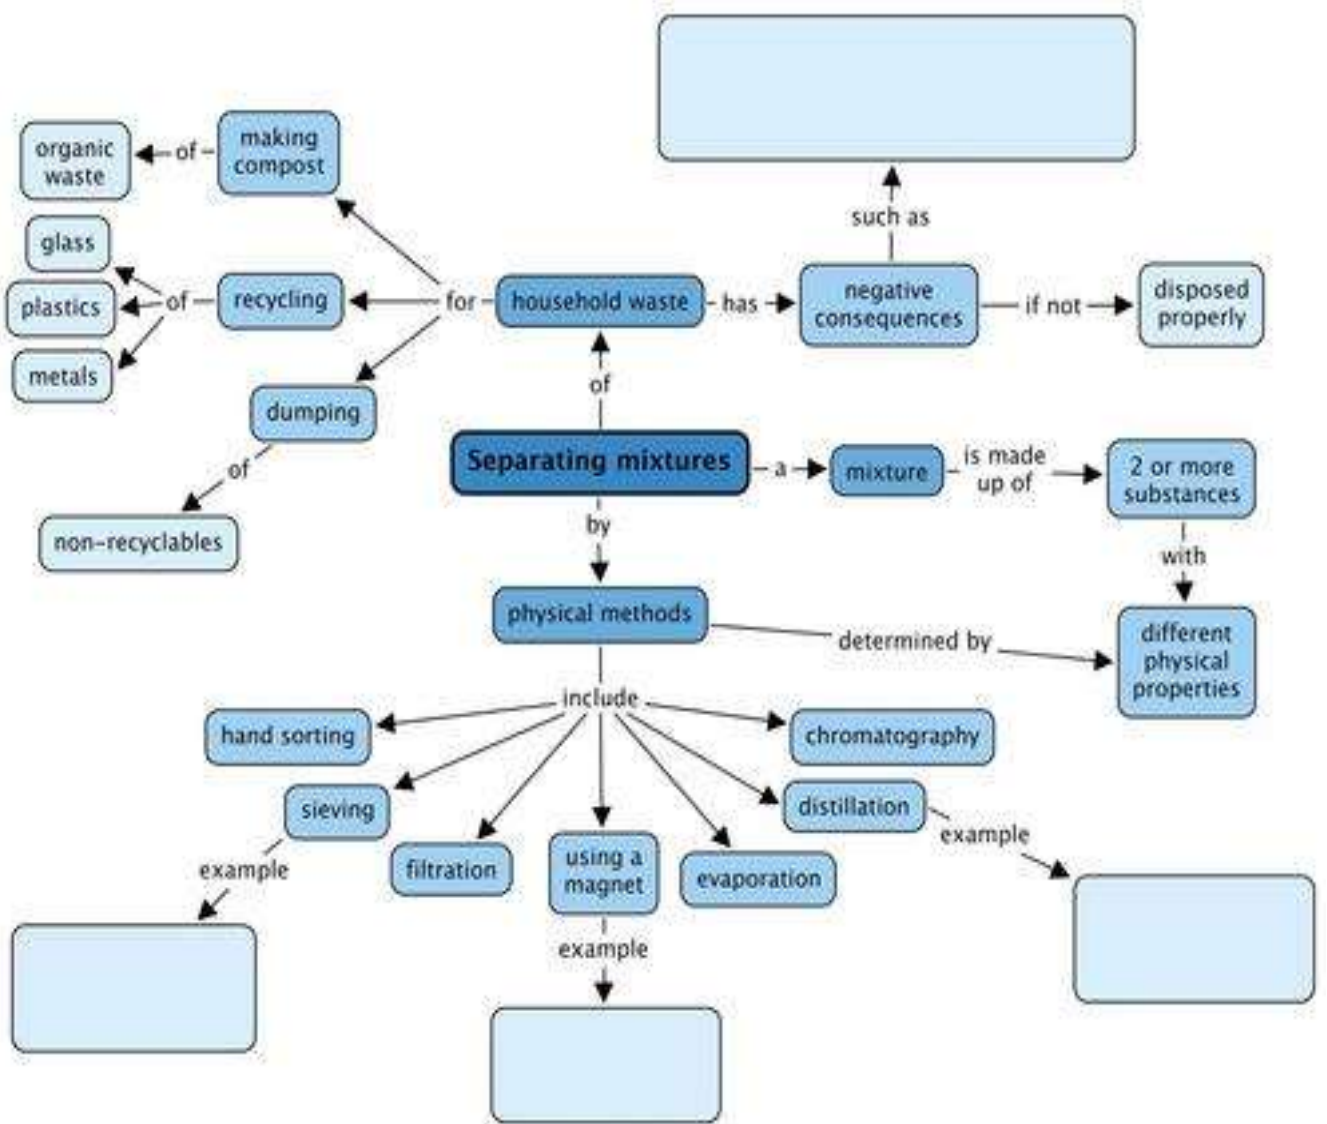 such as
making
compost
of
organic
waste
glass
plastics
metals
of
recycling
for
household waste
has
negative
consequences
if not
disposed
properly
dumping
of
non-recyclables
of
Separating mixtures
a
mixture
is made
up of
2 or more
substances
with
different
physical
properties
by
physical methods
determined by
include
hand sorting
sieving
filtration
using a
magnet
evaporation
distillation
chromatography
example
example
example